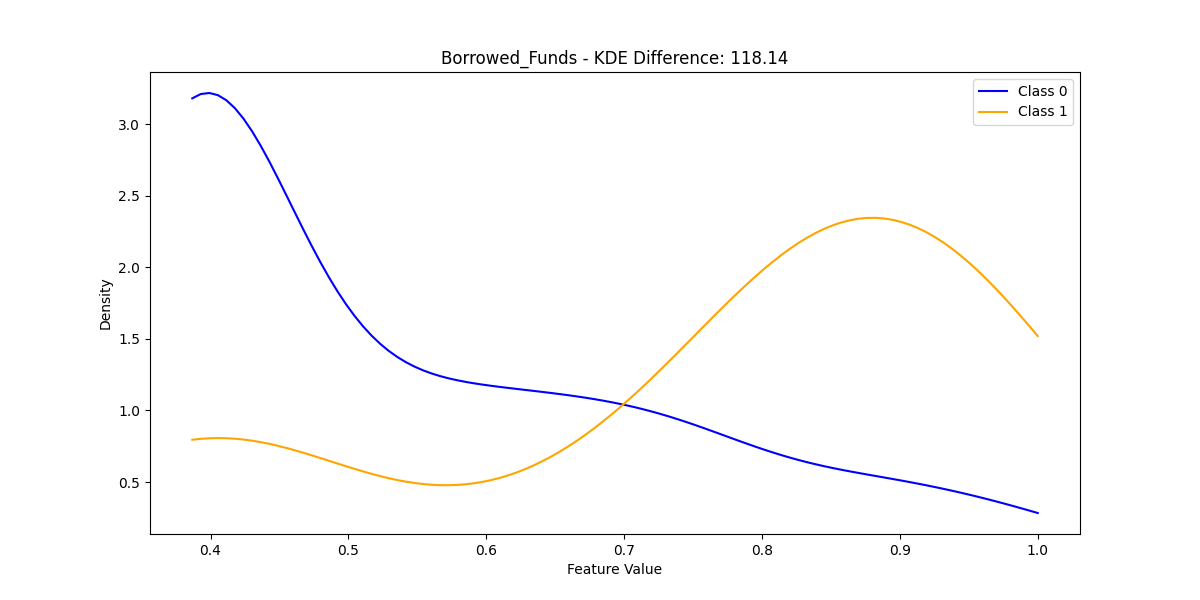 Borrowed_Funds - KDE Difference: 118.14
Class 0
Class 1
Density
3.0
2.5
2.0
1.5
1.0
0.5
0.4 0.5 0.6 0.7 0.8 0.9 1.0
Feature Value